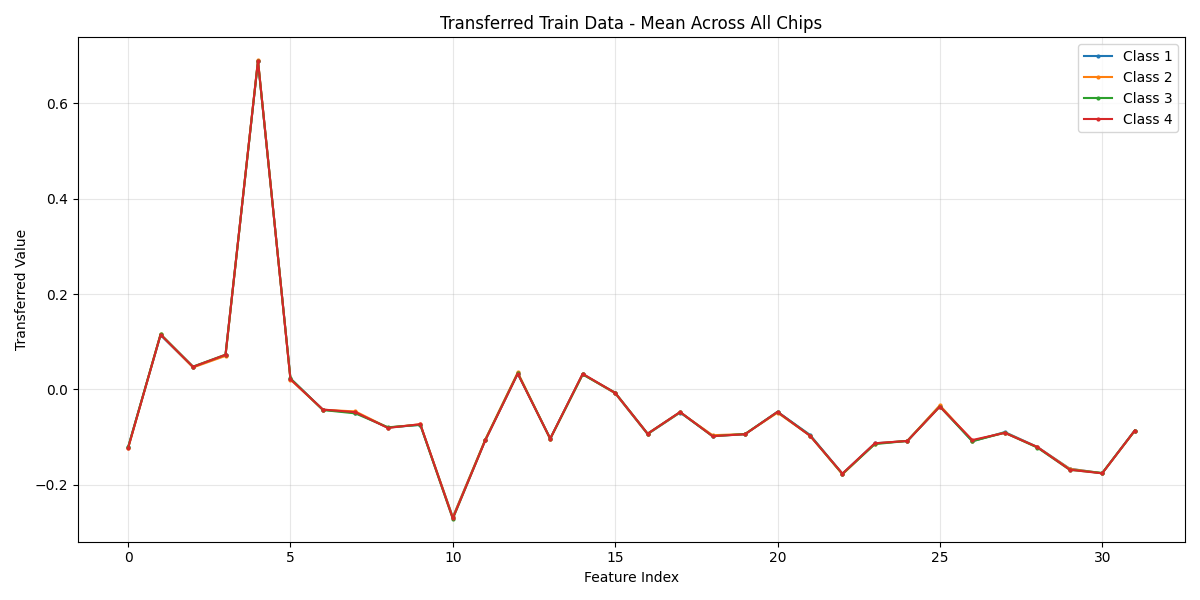 Transferred Train Data - Mean Across All Chips
Class 1
Class 2
Class 3
Class 4
Transferred Value
0.6
0.4
0.2
0.0
−0.2
0
5
10
15
20
25
30
Feature Index